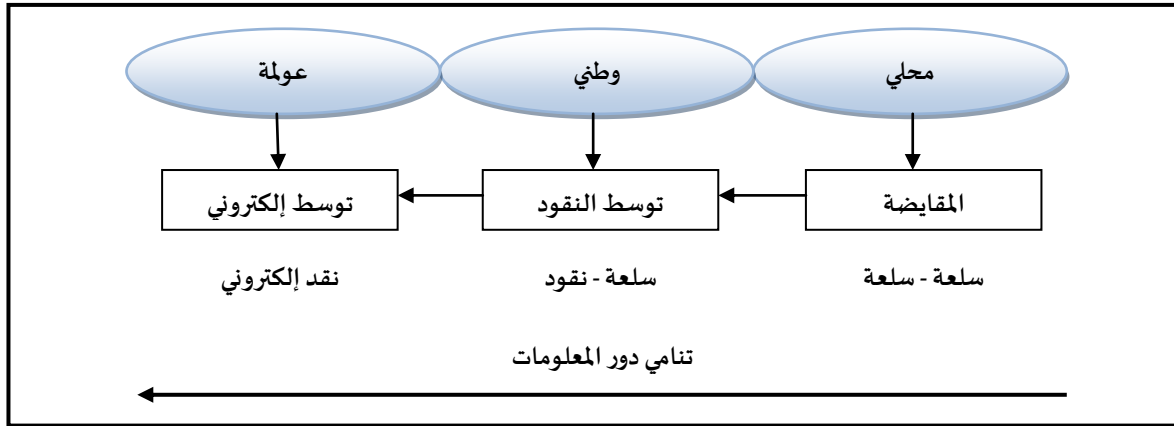 محلي وطني عولمة
المقايضة توسط النقود توسط إلكتروني
سلعة - سلعة سلعة - نقود نقد إلكتروني
تنامي دور المعلومات